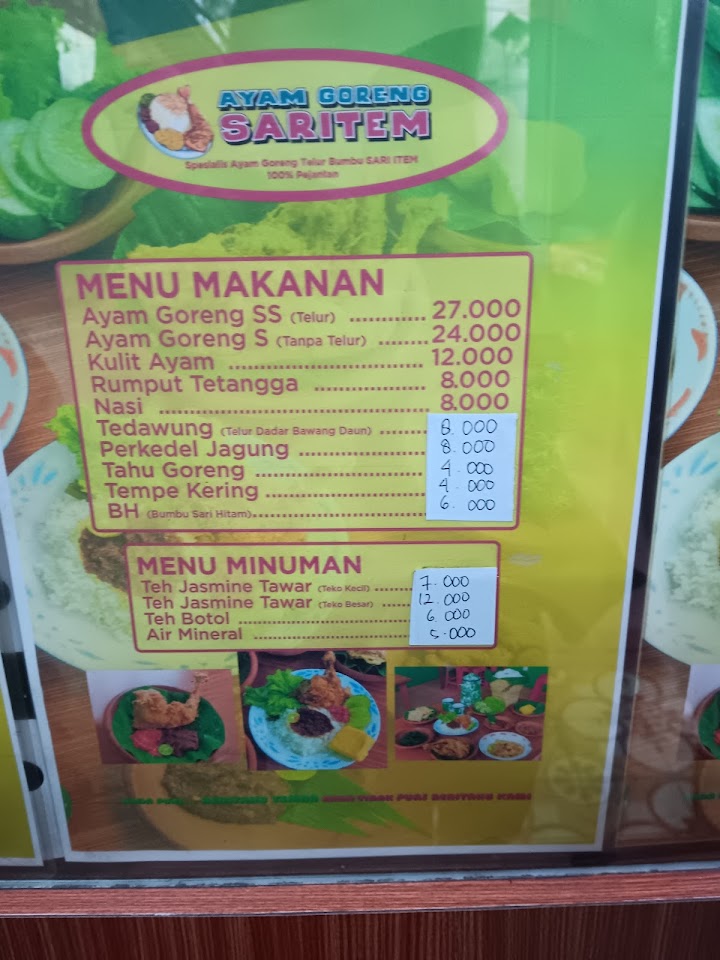 AYAM GORENG
SARITEM
Spesialis Ayam Goreng Telur Bumbu SARI ITEM
100% Pejantan
MENU MAKANAN
Ayam Goreng SS (Telur) ............ 27.000
Ayam Goreng S (Tanpa Telur) ........ 24.000
Kulit Ayam ................................ 12.000
Rumput Tetangga .................. 8.000
Nasi ........................................... 8.000
Tedawung (Telur Dadar Bawang Daun) ........ 8.000
Perkedel Jagung .................... 8.000
Tahu Goreng .......................... 4.000
Tempe Kering ......................... 4.000
BH (Bumbu Sari Hitam)........................... 6.000
MENU MINUMAN
Teh Jasmine Tawar (Teko Kecil) ....... 7.000
Teh Jasmine Tawar (Teko Besar) ...... 12.000
Teh Botol .................................. 6.000
Air Mineral ............................... 5.000